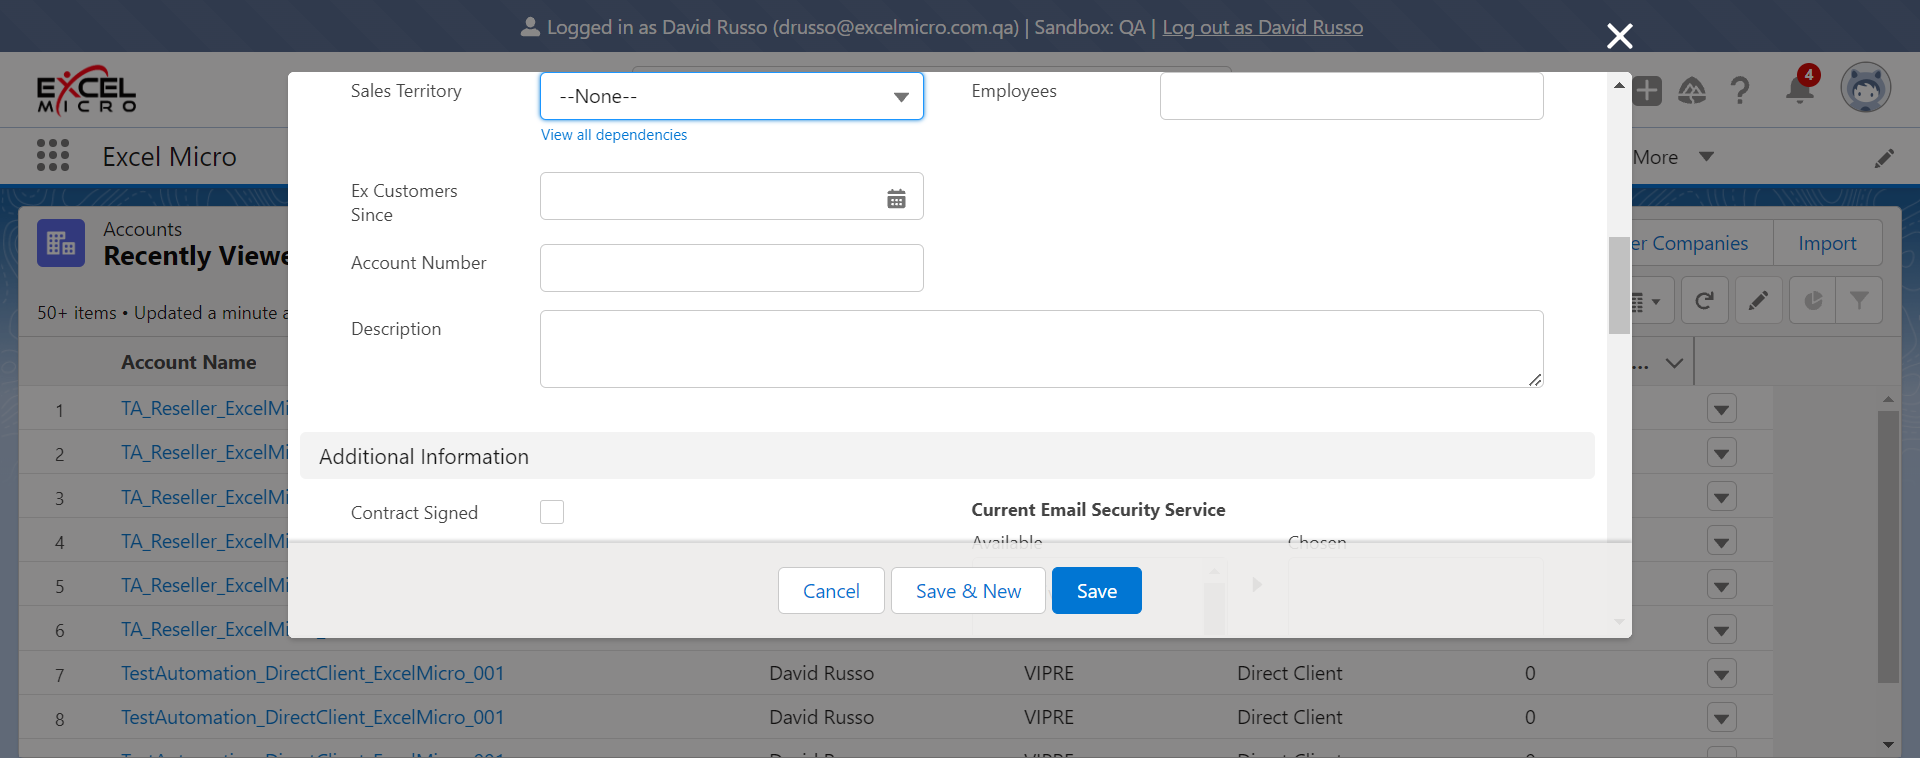 Logged in as David Russo (drusso@excelmicro.com.qa) | Sandbox: QA | Log out as David Russo
EXCEL
MICRO
4
Excel Micro
More
Sales Territory
--None--
View all dependencies
Employees
Ex Customers
Since
Account Number
Description
Accounts
Recently Viewe
50+ items • Updated a minute a
er Companies
Import
Additional Information
Contract Signed
Current Email Security Service
Available
Chosen
Cancel
Save & New
Save
Account Name
...
1 TA_Reseller_ExcelMi
2 TA_Reseller_ExcelMi
3 TA_Reseller_ExcelMi
4 TA_Reseller_ExcelMi
5 TA_Reseller_ExcelMi
6 TA_Reseller_ExcelMi_
7 TestAutomation_DirectClient_ExcelMicro_001 David Russo VIPRE Direct Client 0
8 TestAutomation_DirectClient_ExcelMicro_001 David Russo VIPRE Direct Client 0